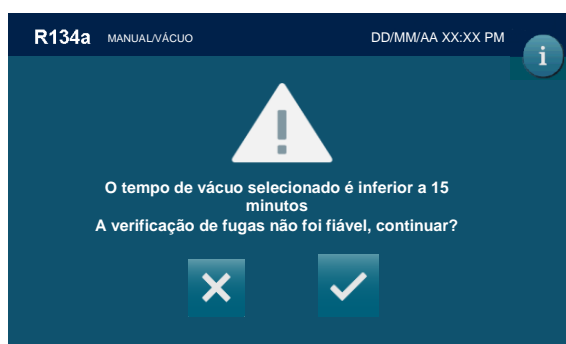 R134a MANUAL/VÁCUO DD/MM/AA XX:XX PM
i
!
O tempo de vácuo selecionado é inferior a 15
minutos
A verificação de fugas não foi fiável, continuar?